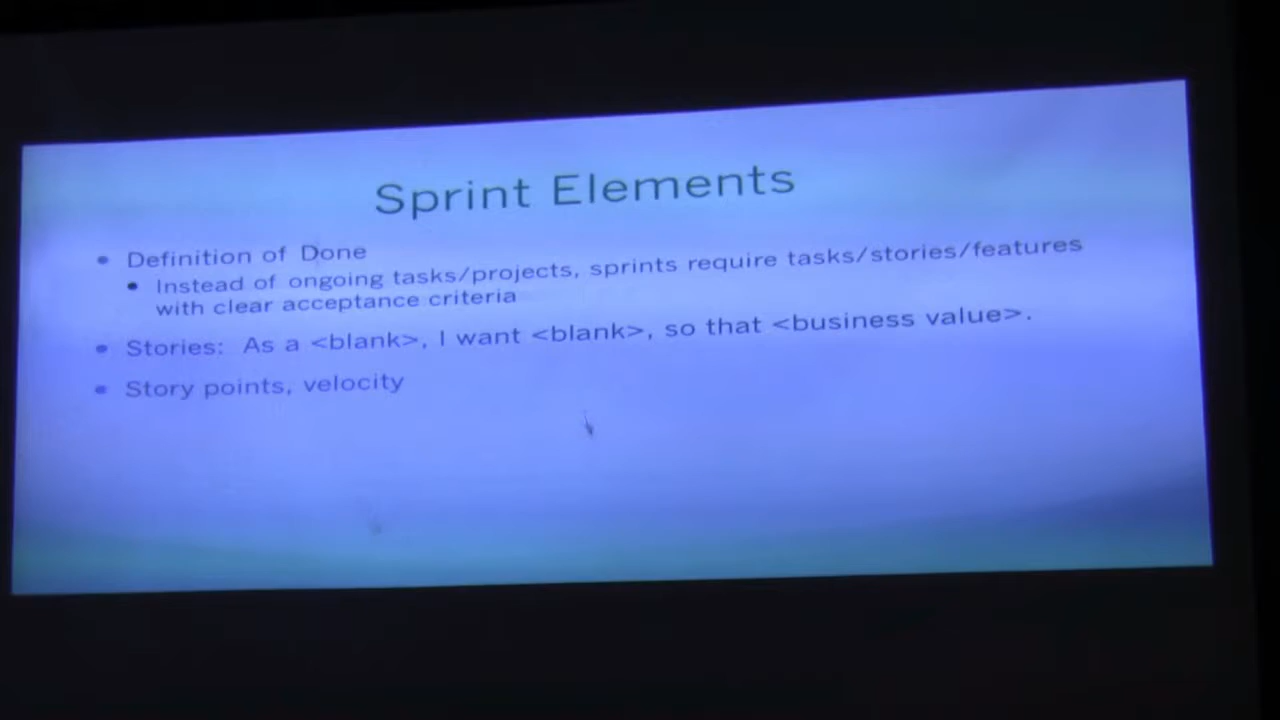 Sprint Elements
• Definition of Done
• Instead of ongoing tasks/projects, sprints require tasks/stories/features
with clear acceptance criteria
• Stories: As a <blank>, I want <blank>, so that <business value>.
• Story points, velocity